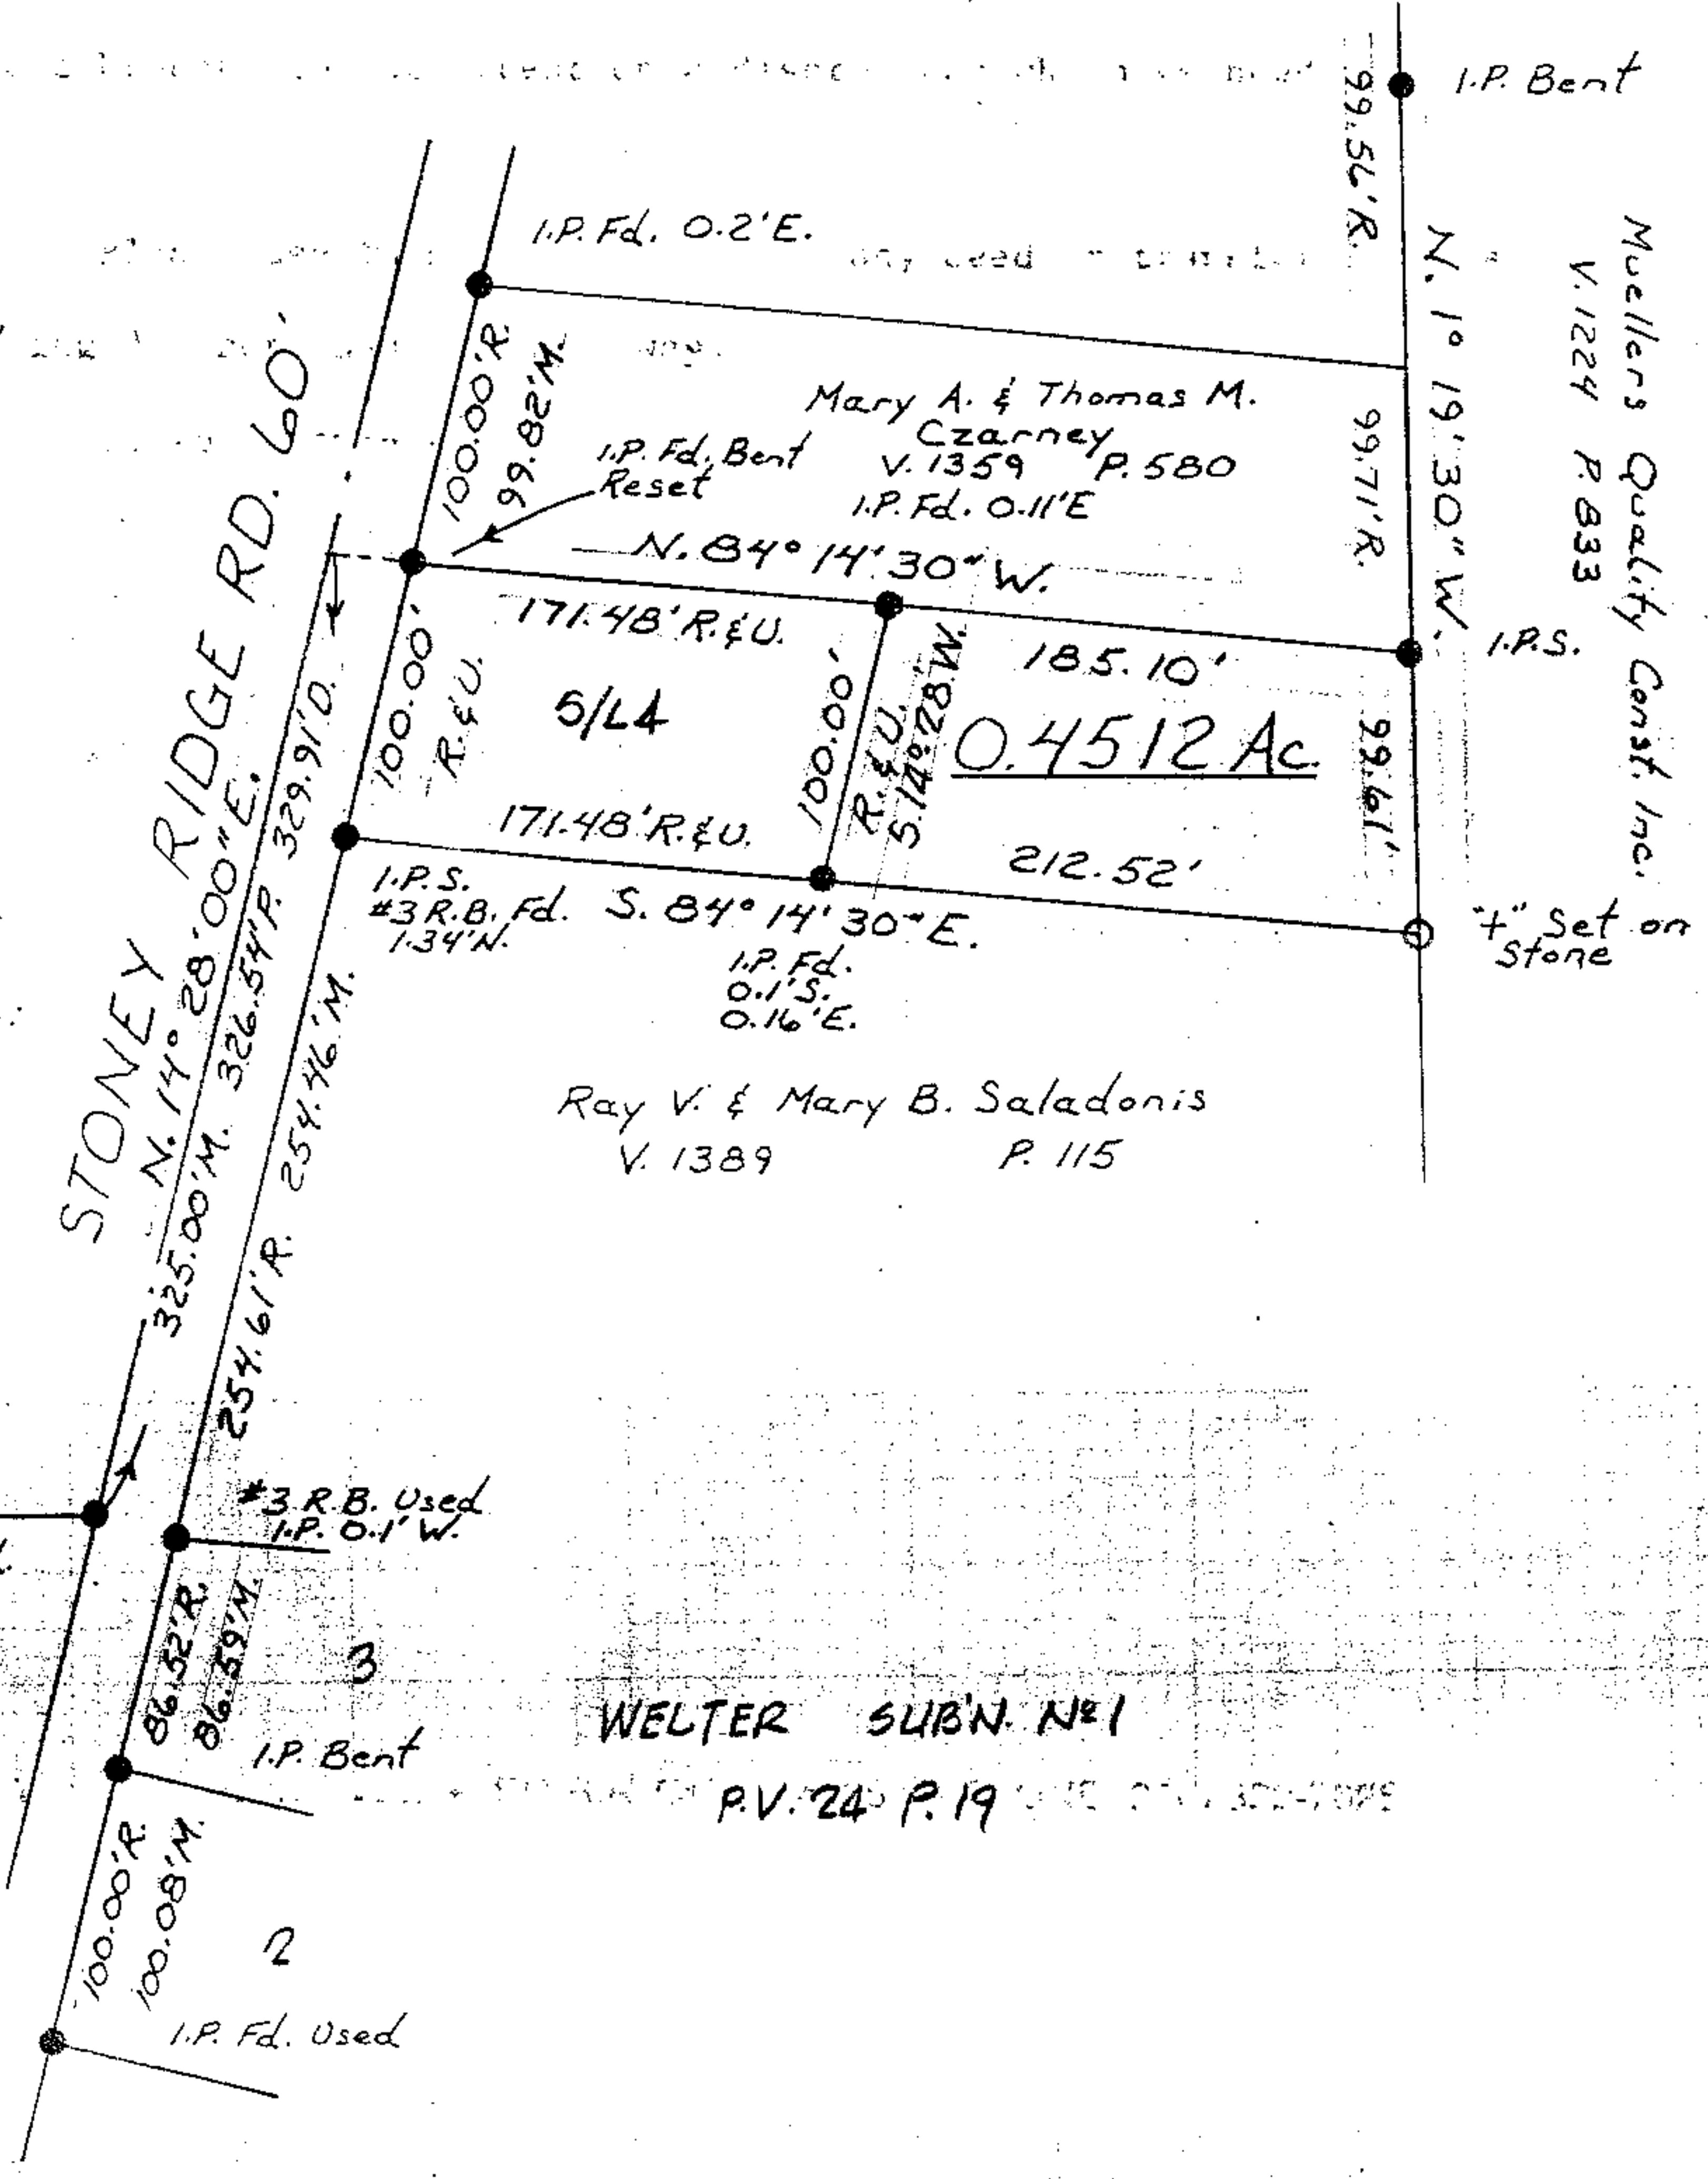 I.P. Bent
99.56' R.
I.P. Fd. 0.2' E.
N. 1° 19' 30" W.
Muellers Quality Const. Inc.
V. 1224 P. 833
STONEY RIDGE RD. 60'
100.00' R.
99.82' M.
Mary A. & Thomas M.
Czarney
V. 1359 P. 580
I.P. Fd. Bent
Reset
I.P. Fd. 0.11' E
99.71' R.
N. 84° 14' 30" W.
171.48' R. & U.
185.10'
I.P.S.
100.00'
R. & U.
5/L 4
100.00'
R. & U.
S. 14° 28' W.
0.4512 Ac.
99.61'
171.48' R. & U.
212.52'
I.P.S.
#3 R.B. Fd.
1.34' N.
S. 84° 14' 30" E.
"+" Set on
Stone
I.P. Fd.
0.1' S.
0.16' E.
N. 14° 28' 00" E.
325.00' M. 326.54' P. 329.91' D.
254.61' R. 254.46' M.
Ray V. & Mary B. Saladonis
V. 1389 P. 115
#3 R.B. Used
I.P. 0.1' W.
86.52' R.
86.59' M.
3
I.P. Bent
WELTER SUB'N. No 1
P.V. 24 P. 19
100.00' R.
100.08' M.
2
I.P. Fd. Used